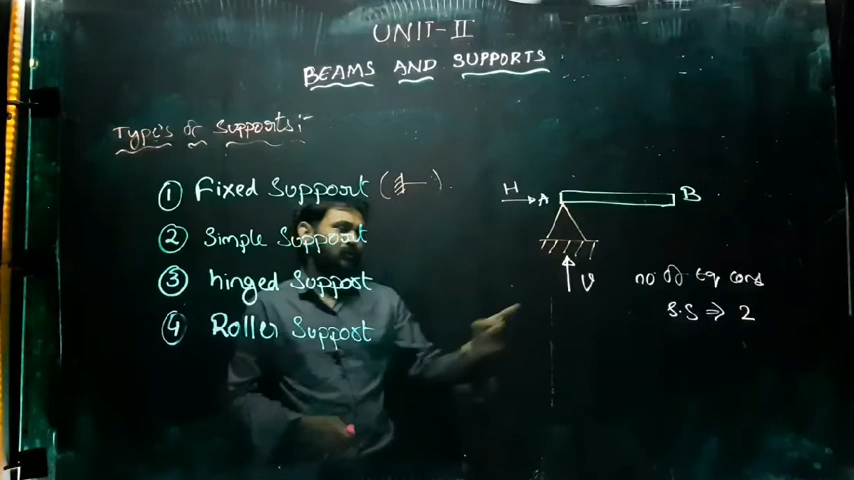 UNIT-II
BEAMS AND SUPPORTS
Type's of Supports:-
1 Fixed Support ( )
2 Simple Support
3 hinged Support
4 Roller Support
H
A
B
V
no of Eq cons
S.S ⇒ 2